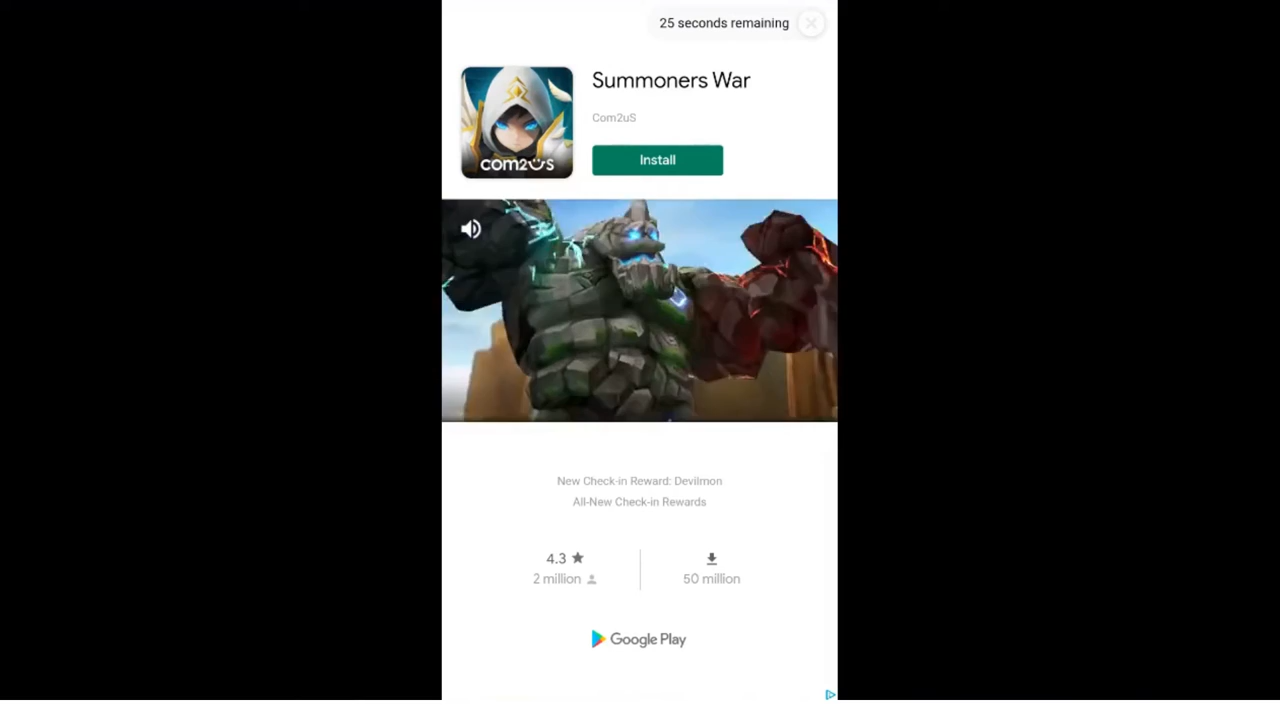 25 seconds remaining
Summoners War
Com2uS
com2us
Install
New Check-in Reward: Devilmon
All-New Check-in Rewards
4.3
2 million
50 million
Google Play